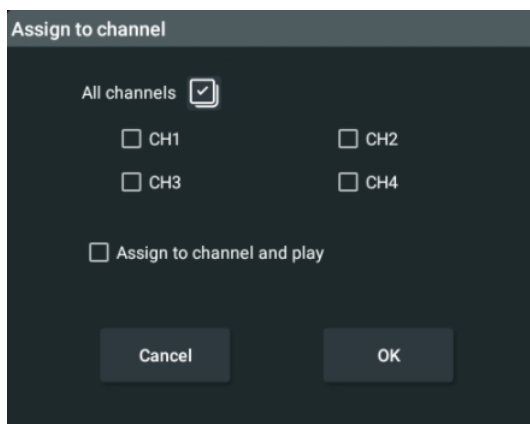 Assign to channel
All channels
CH1 CH2
CH3 CH4
Assign to channel and play
Cancel OK